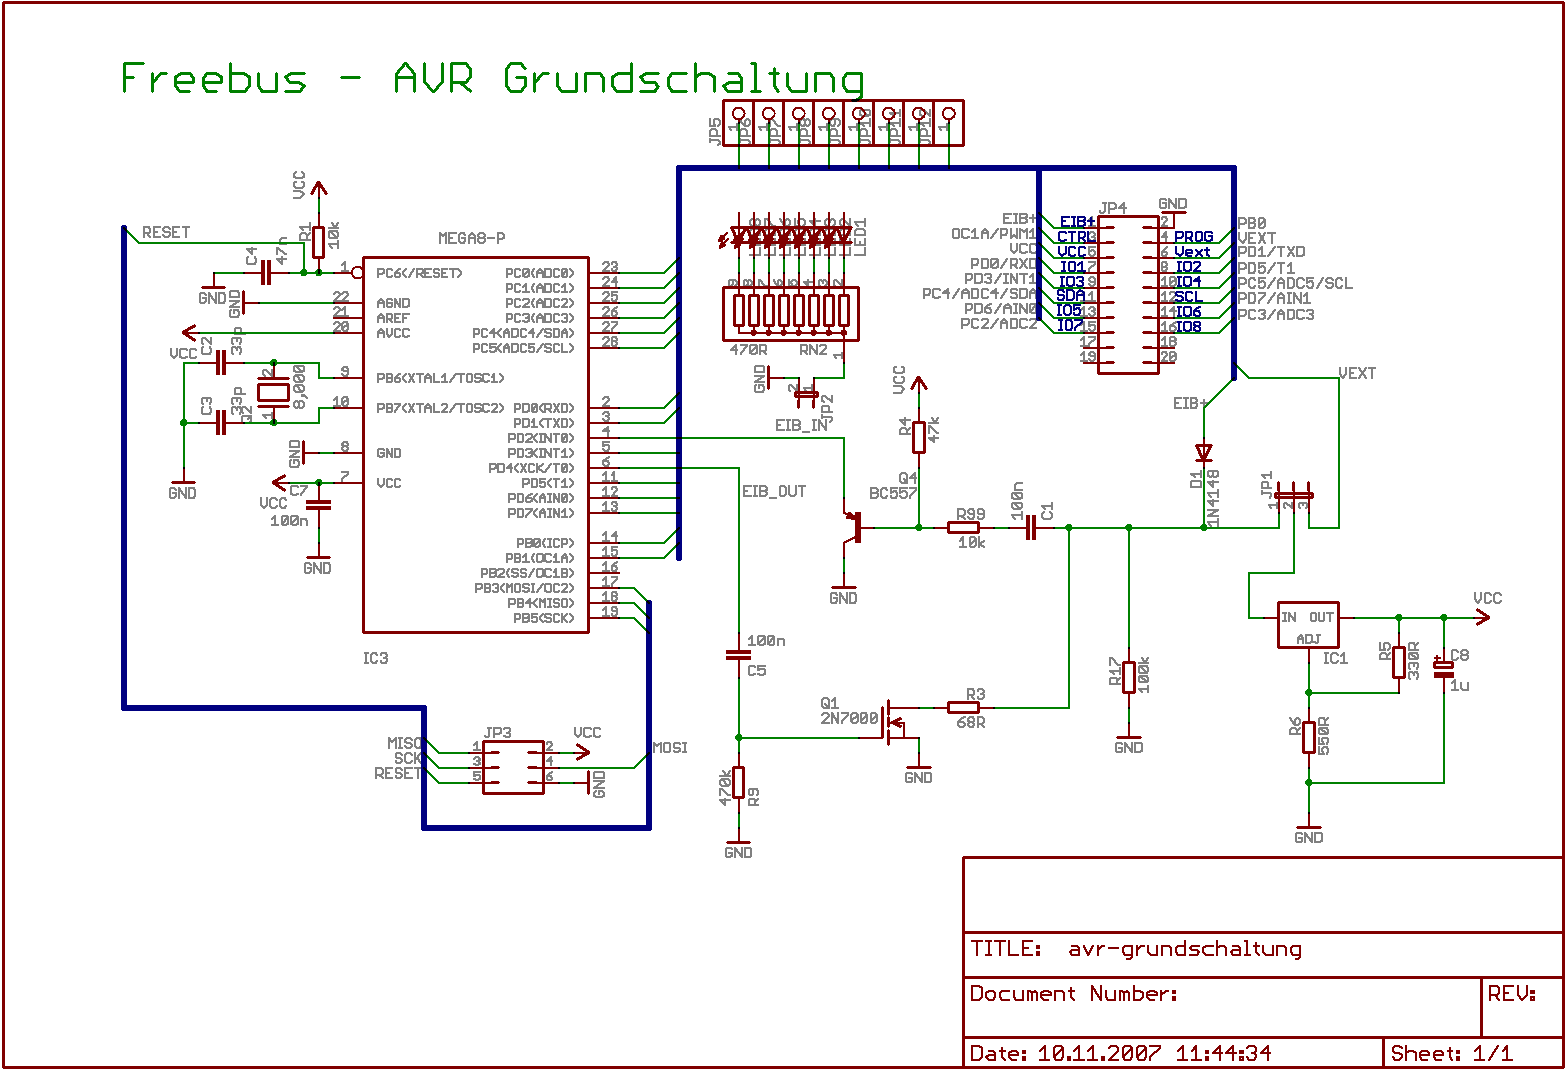 Freebus - AVR Grundschaltung
JP5 JP6 JP7 JP8 JP9 JP10 JP11 JP12
1 1 1 1 1 1 1 1
VCC
R1
10k
RESET
C4
47n
GND
GND
VCC
C2
33p
C3
33p
Q2
2
1
8,000
GND
GND
VCC
C7
100n
GND
MEGA8-P
1 PC6(/RESET)
22 AGND
21 AREF
20 AVCC
9 PB6(XTAL1/TOSC1)
10 PB7(XTAL2/TOSC2)
8 GND
7 VCC
PC0(ADC0) 23
PC1(ADC1) 24
PC2(ADC2) 25
PC3(ADC3) 26
PC4(ADC4/SDA) 27
PC5(ADC5/SCL) 28
PD0(RXD) 2
PD1(TXD) 3
PD2(INT0) 4
PD3(INT1) 5
PD4(XCK/T0) 6
PD5(T1) 11
PD6(AIN0) 12
PD7(AIN1) 13
PB0(ICP) 14
PB1(OC1A) 15
PB2(SS/OC1B) 16
PB3(MOSI/OC2) 17
PB4(MISO) 18
PB5(SCK) 19
IC3
LED1
9 8 7 6 5 4 3 2
470R
RN2
1
GND
2
1
JP2
EIB_IN
JP4
GND
EIB+
OC1A/PWM1
VCC
PD0/RXD
PD3/INT1
PC4/ADC4/SDA
PD6/AIN0
PC2/ADC2
EIB+
CTRL 3
VCC 5
IO1 7
IO3 9
SDA 11
IO5 13
IO7 15
17
19
2
4 PROG
6 Vext
8 IO2
10 IO4
12 SCL
14 IO6
16 IO8
18
20
PB0
VEXT
PD1/TXD
PD5/T1
PC5/ADC5/SCL
PD7/AIN1
PC3/ADC3
VEXT
EIB+
D1
1N4148
JP1
1 2 3
VCC
R4
47k
Q4
BC557
GND
EIB_OUT
R99
10k
100n
C1
100n
C5
Q1
2N7000
GND
R3
68R
R17
100k
GND
470k
R9
GND
IN OUT
ADJ
IC1
VCC
R5
330R
C8
+
1u
R6
550R
GND
JP3
VCC
MISO 1 2
SCK 3 4
RESET 5 6
GND
MOSI
TITLE: avr-grundschaltung
Document Number:
REV:
Date: 10.11.2007 11:44:34
Sheet: 1/1